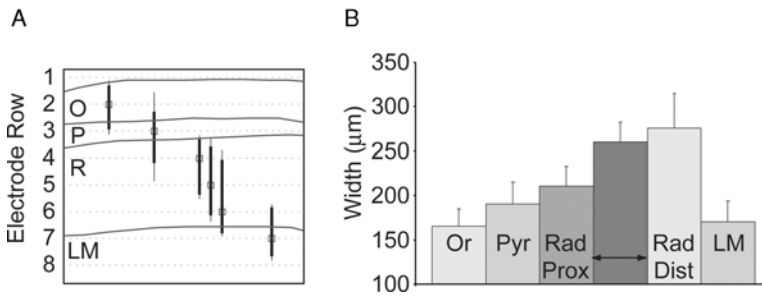 A
Electrode Row
1
2
3
4
5
6
7
8
O
P
R
LM
B
Width (μm)
350
300
250
200
150
100
Or
Pyr
Rad
Prox
Rad
Dist
LM